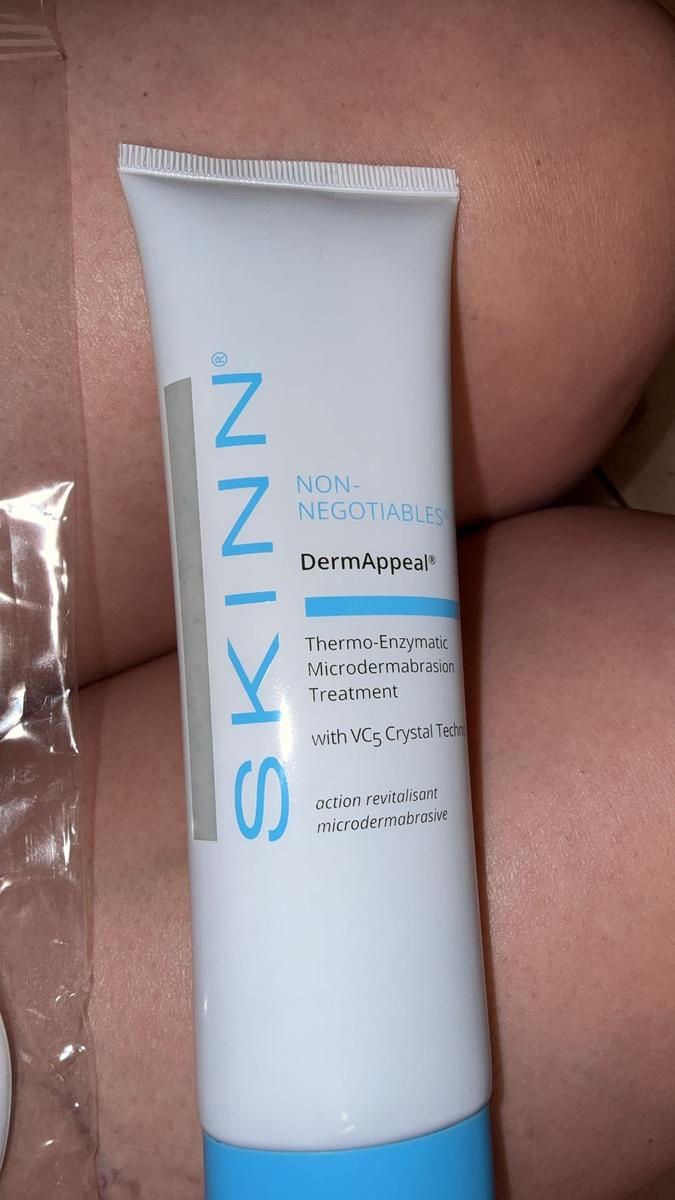 SKINN®
NON-
NEGOTIABLES®
DermAppeal®
Thermo-Enzymatic
Microdermabrasion
Treatment
with VC5 Crystal
action revitalisant
microdermabrasive